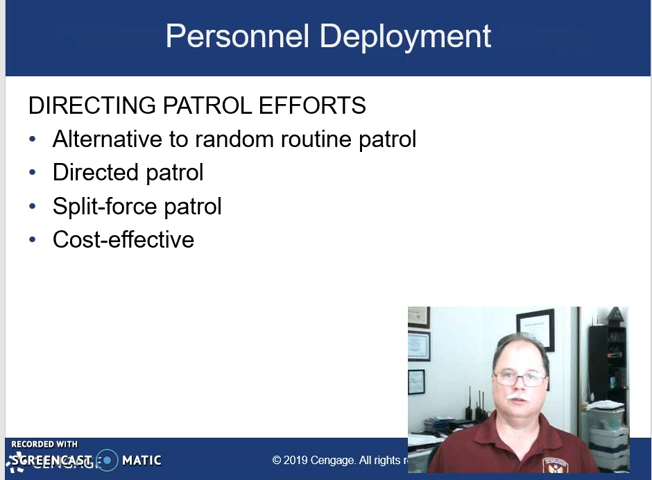 Personnel Deployment
DIRECTING PATROL EFFORTS
• Alternative to random routine patrol
• Directed patrol
• Split-force patrol
• Cost-effective
RECORDED WITH
SCREENCAST MATIC
© 2019 Cengage. All rights